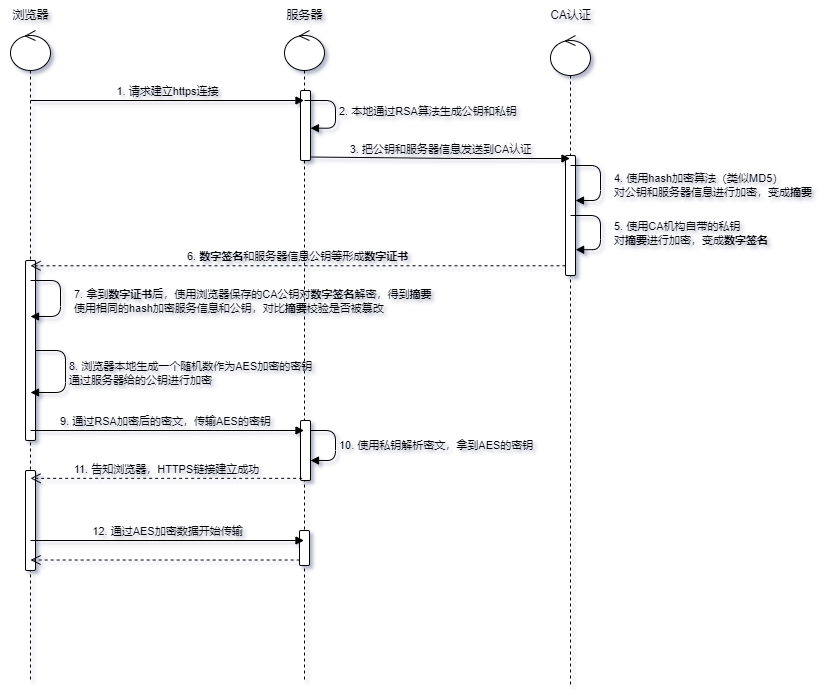 浏览器
服务器
CA认证
1. 请求建立https连接
2. 本地通过RSA算法生成公钥和私钥
3. 把公钥和服务器信息发送到CA认证
4. 使用hash加密算法（类似MD5）
对公钥和服务器信息进行加密，变成摘要
5. 使用CA机构自带的私钥
对摘要进行加密，变成数字签名
6. 数字签名和服务器信息公钥等形成数字证书
7. 拿到数字证书后，使用浏览器保存的CA公钥对数字签名解密，得到摘要
使用相同的hash加密服务信息和公钥，对比摘要校验是否被篡改
8. 浏览器本地生成一个随机数作为AES加密的密钥
通过服务器给的公钥进行加密
9. 通过RSA加密后的密文，传输AES的密钥
10. 使用私钥解析密文，拿到AES的密钥
11. 告知浏览器，HTTPS链接建立成功
12. 通过AES加密数据开始传输